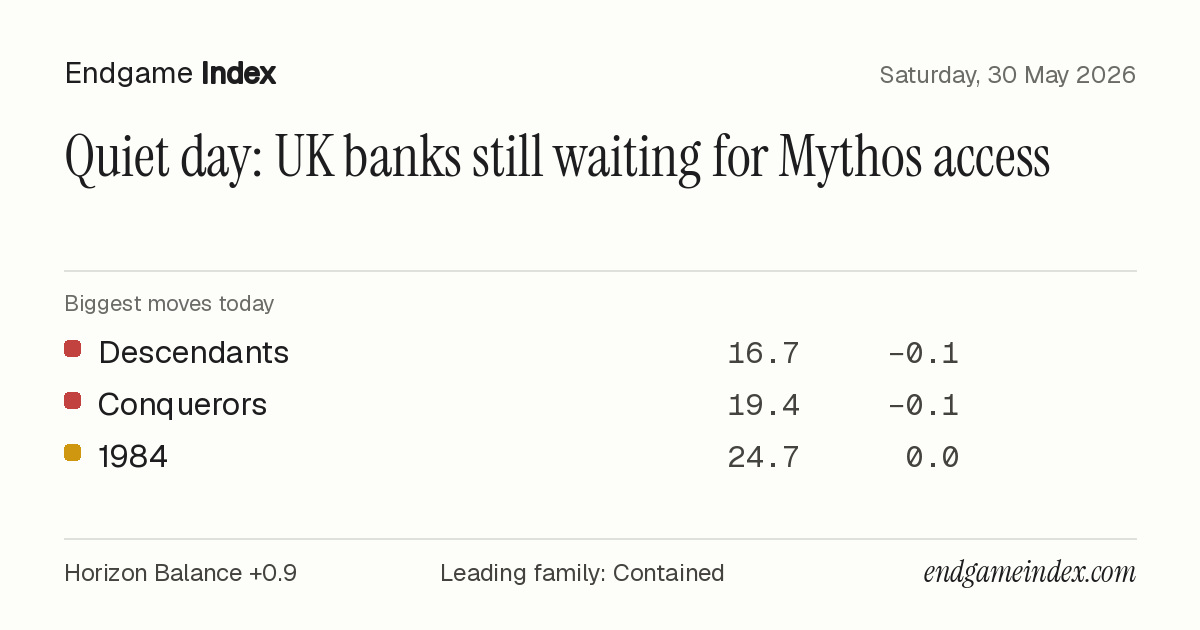 Endgame Index
Saturday, 30 May 2026
Quiet day: UK banks still waiting for Mythos access
Biggest moves today
Descendants 16.7 −0.1
Conquerors 19.4 −0.1
1984 24.7 0.0
Horizon Balance +0.9 Leading family: Contained endgameindex.com